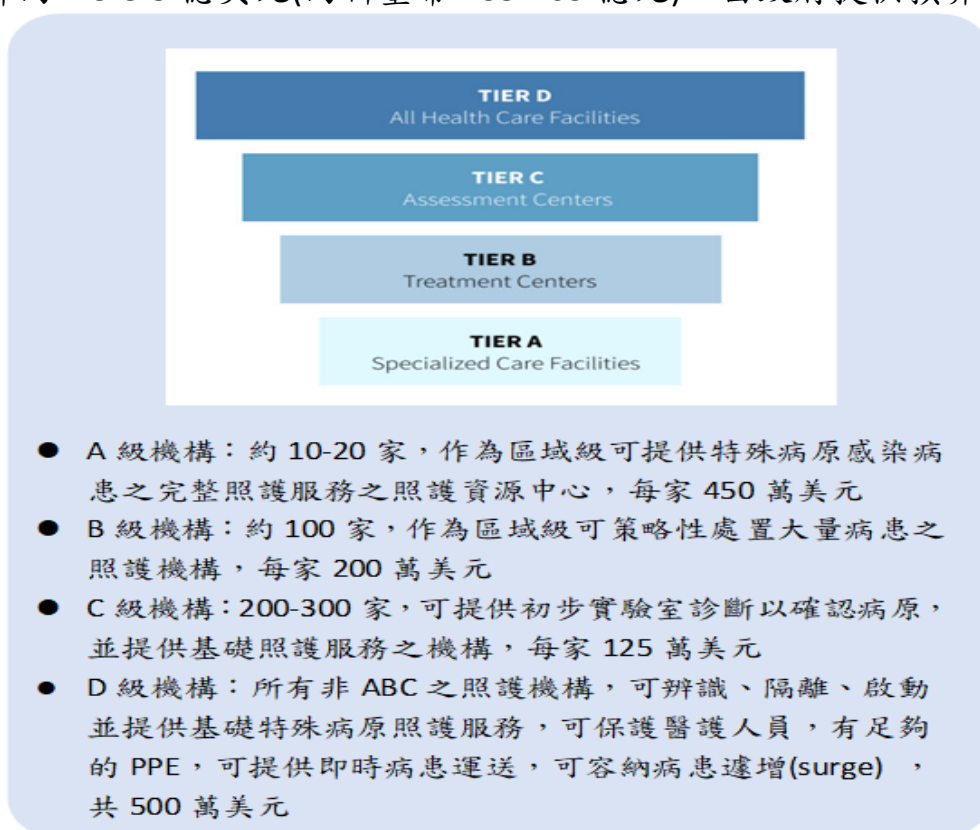 億美元(
TIER D
All Health Care Facilities
TIER C
Assessment Centers
TIER B
Treatment Centers
TIER A
Specialized Care Facilities
● A 級機構：約 10-20 家，作為區域級可提供特殊病原感染病
患之完整照護服務之照護資源中心，每家 450 萬美元
● B 級機構：約 100 家，作為區域級可策略性處置大量病患之
照護機構，每家 200 萬美元
● C 級機構：200-300 家，可提供初步實驗室診斷以確認病原，
並提供基礎照護服務之機構，每家 125 萬美元
● D 級機構：所有非 ABC 之照護機構，可辨識、隔離、啟動
並提供基礎特殊病原照護服務，可保護醫護人員，有足夠
的 PPE，可提供即時病患運送，可容納病患遽增(surge) ，
共 500 萬美元